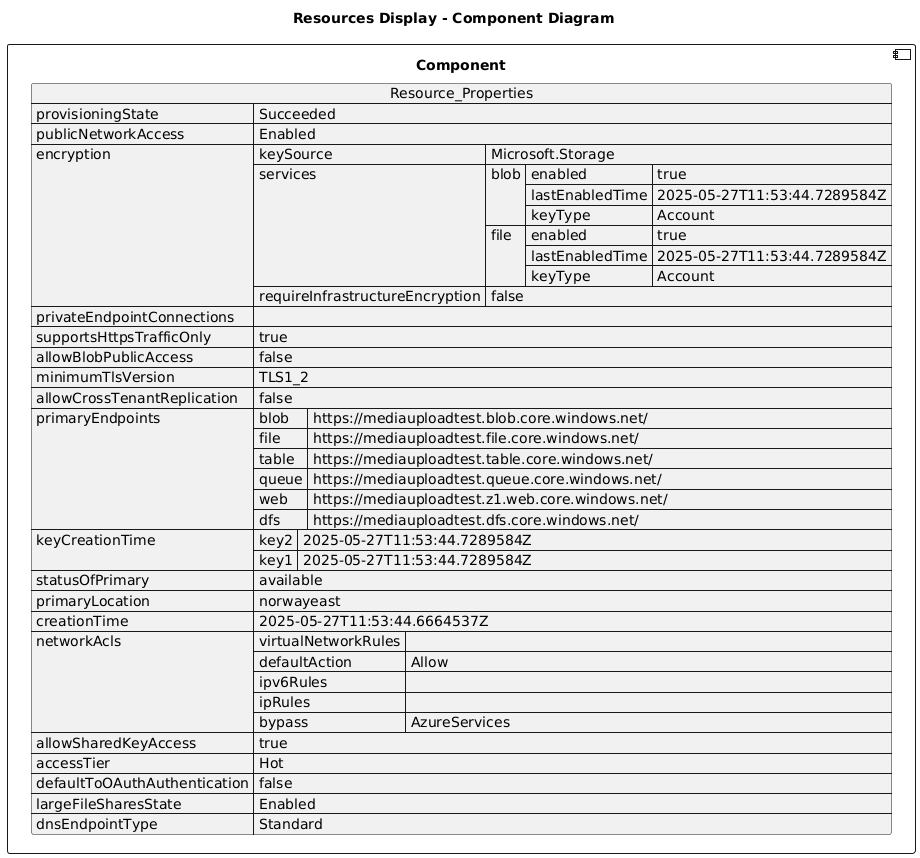 Resources Display - Component Diagram
Component
Resource_Properties
provisioningState Succeeded
publicNetworkAccess Enabled
encryption keySource Microsoft.Storage
services blob enabled true
lastEnabledTime 2025-05-27T11:53:44.7289584Z
keyType Account
file enabled true
lastEnabledTime 2025-05-27T11:53:44.7289584Z
keyType Account
requireInfrastructureEncryption false
privateEndpointConnections
supportsHttpsTrafficOnly true
allowBlobPublicAccess false
minimumTlsVersion TLS1_2
allowCrossTenantReplication false
primaryEndpoints blob https://mediauploadtest.blob.core.windows.net/
file https://mediauploadtest.file.core.windows.net/
table https://mediauploadtest.table.core.windows.net/
queue https://mediauploadtest.queue.core.windows.net/
web https://mediauploadtest.z1.web.core.windows.net/
dfs https://mediauploadtest.dfs.core.windows.net/
keyCreationTime key2 2025-05-27T11:53:44.7289584Z
key1 2025-05-27T11:53:44.7289584Z
statusOfPrimary available
primaryLocation norwayeast
creationTime 2025-05-27T11:53:44.6664537Z
networkAcls virtualNetworkRules
defaultAction Allow
ipv6Rules
ipRules
bypass AzureServices
allowSharedKeyAccess true
accessTier Hot
defaultToOAuthAuthentication false
largeFileSharesState Enabled
dnsEndpointType Standard